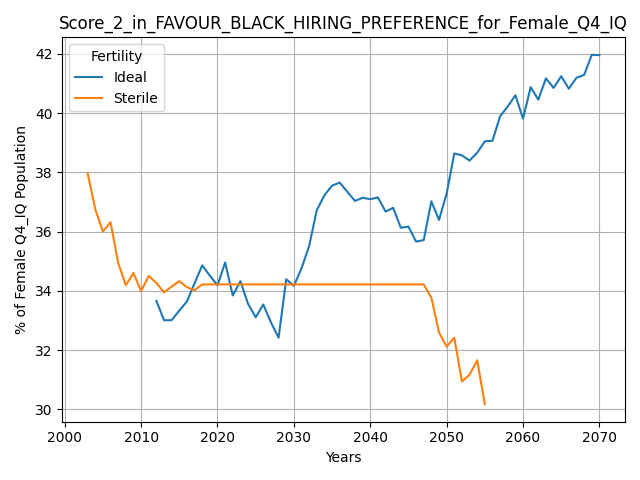 Score_2_in_FAVOUR_BLACK_HIRING_PREFERENCE_for_Female_Q4_IQ
Fertility
Ideal
Sterile
% of Female Q4_IQ Population
42
40
38
36
34
32
30
2000
2010
2020
2030
2040
2050
2060
2070
Years